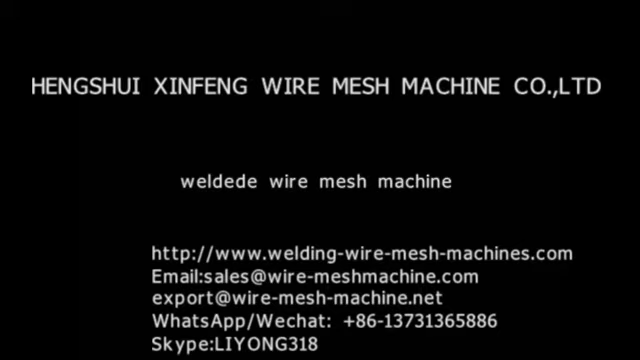 HENGSHUI XINFENG WIRE MESH MACHINE CO.,LTD
weldede wire mesh machine
http://www.welding-wire-mesh-machines.com
Email:sales@wire-meshmachine.com
export@wire-mesh-machine.net
WhatsApp/Wechat: +86-13731365886
Skype:LIYONG318